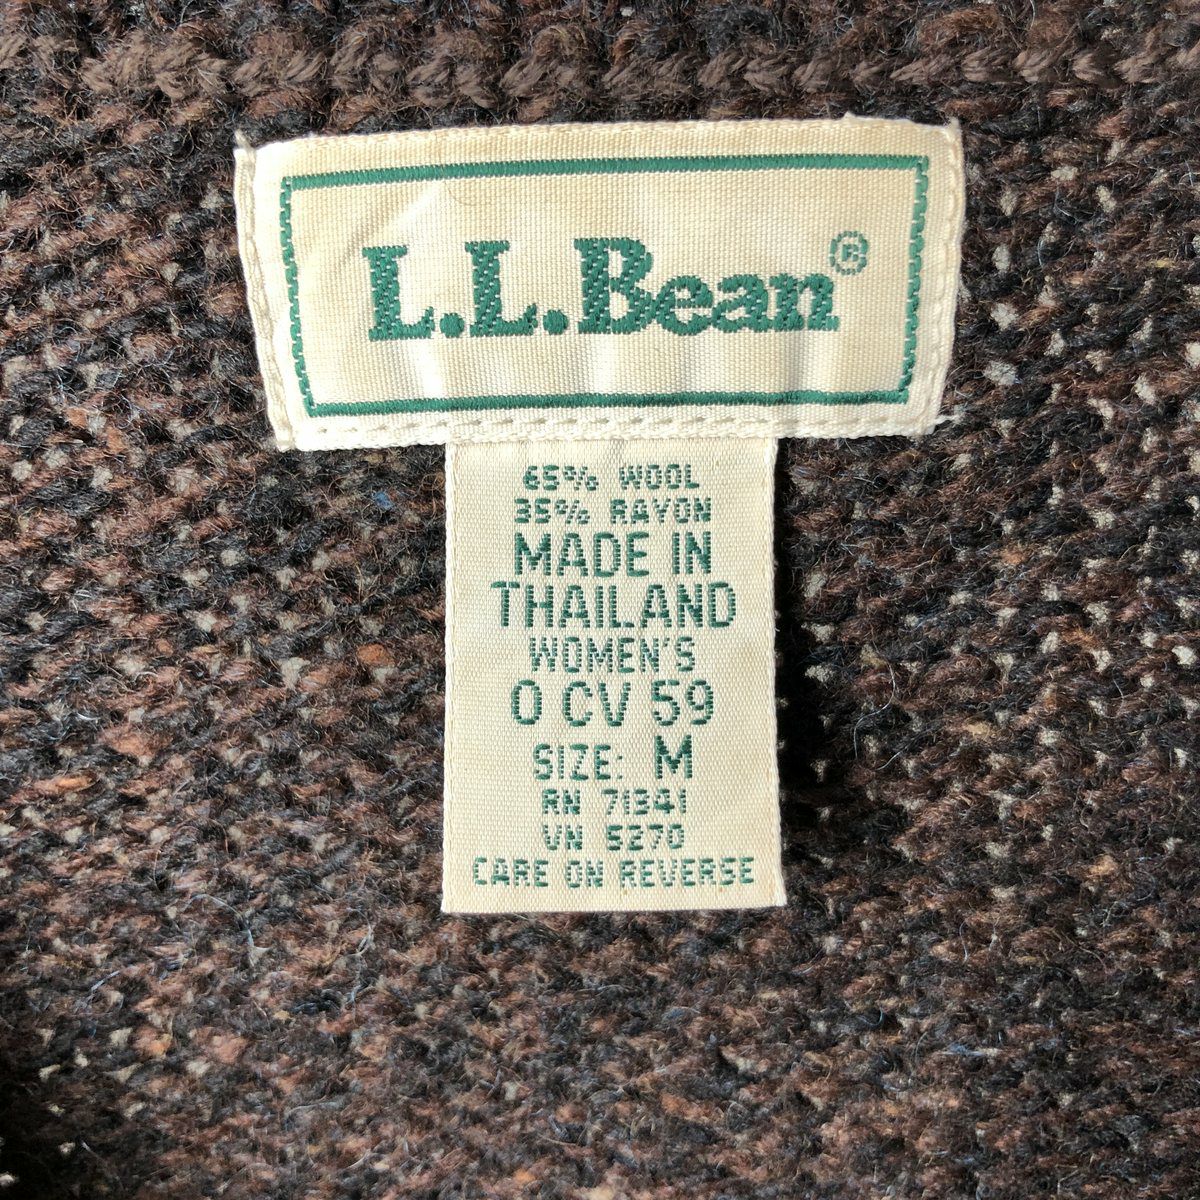 L.L.Bean®
65% WOOL
35% RAYON
MADE IN
THAILAND
WOMEN'S
0 CV 59
SIZE: M
RN 71341
VN 5270
CARE ON REVERSE